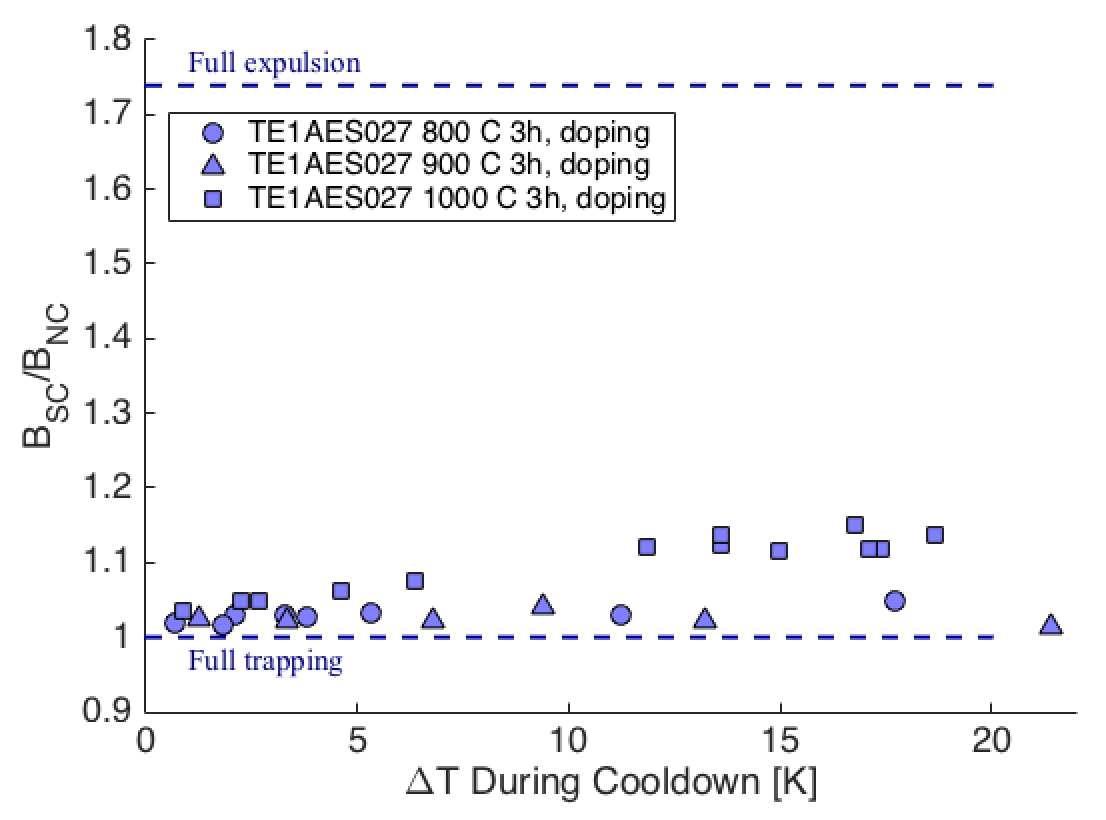 1.8
Full expulsion
1.7
TE1AES027 800 C 3h, doping
TE1AES027 900 C 3h, doping
1.6
TE1AES027 1000 C 3h, doping
1.5
1.4
1.3
1.2
1.1
1
0.9
B_SC/B_NC
Full trapping
0 5 10 15 20
ΔT During Cooldown [K]